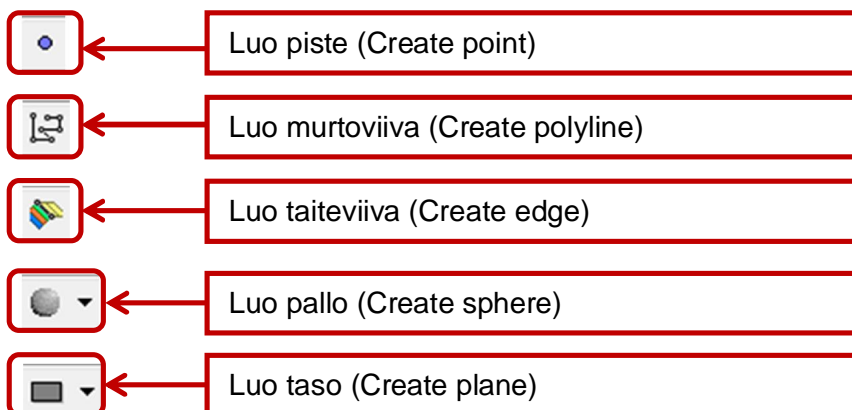 Luo piste (Create point)
Luo murtoviiva (Create polyline)
Luo taiteviiva (Create edge)
Luo pallo (Create sphere)
Luo taso (Create plane)